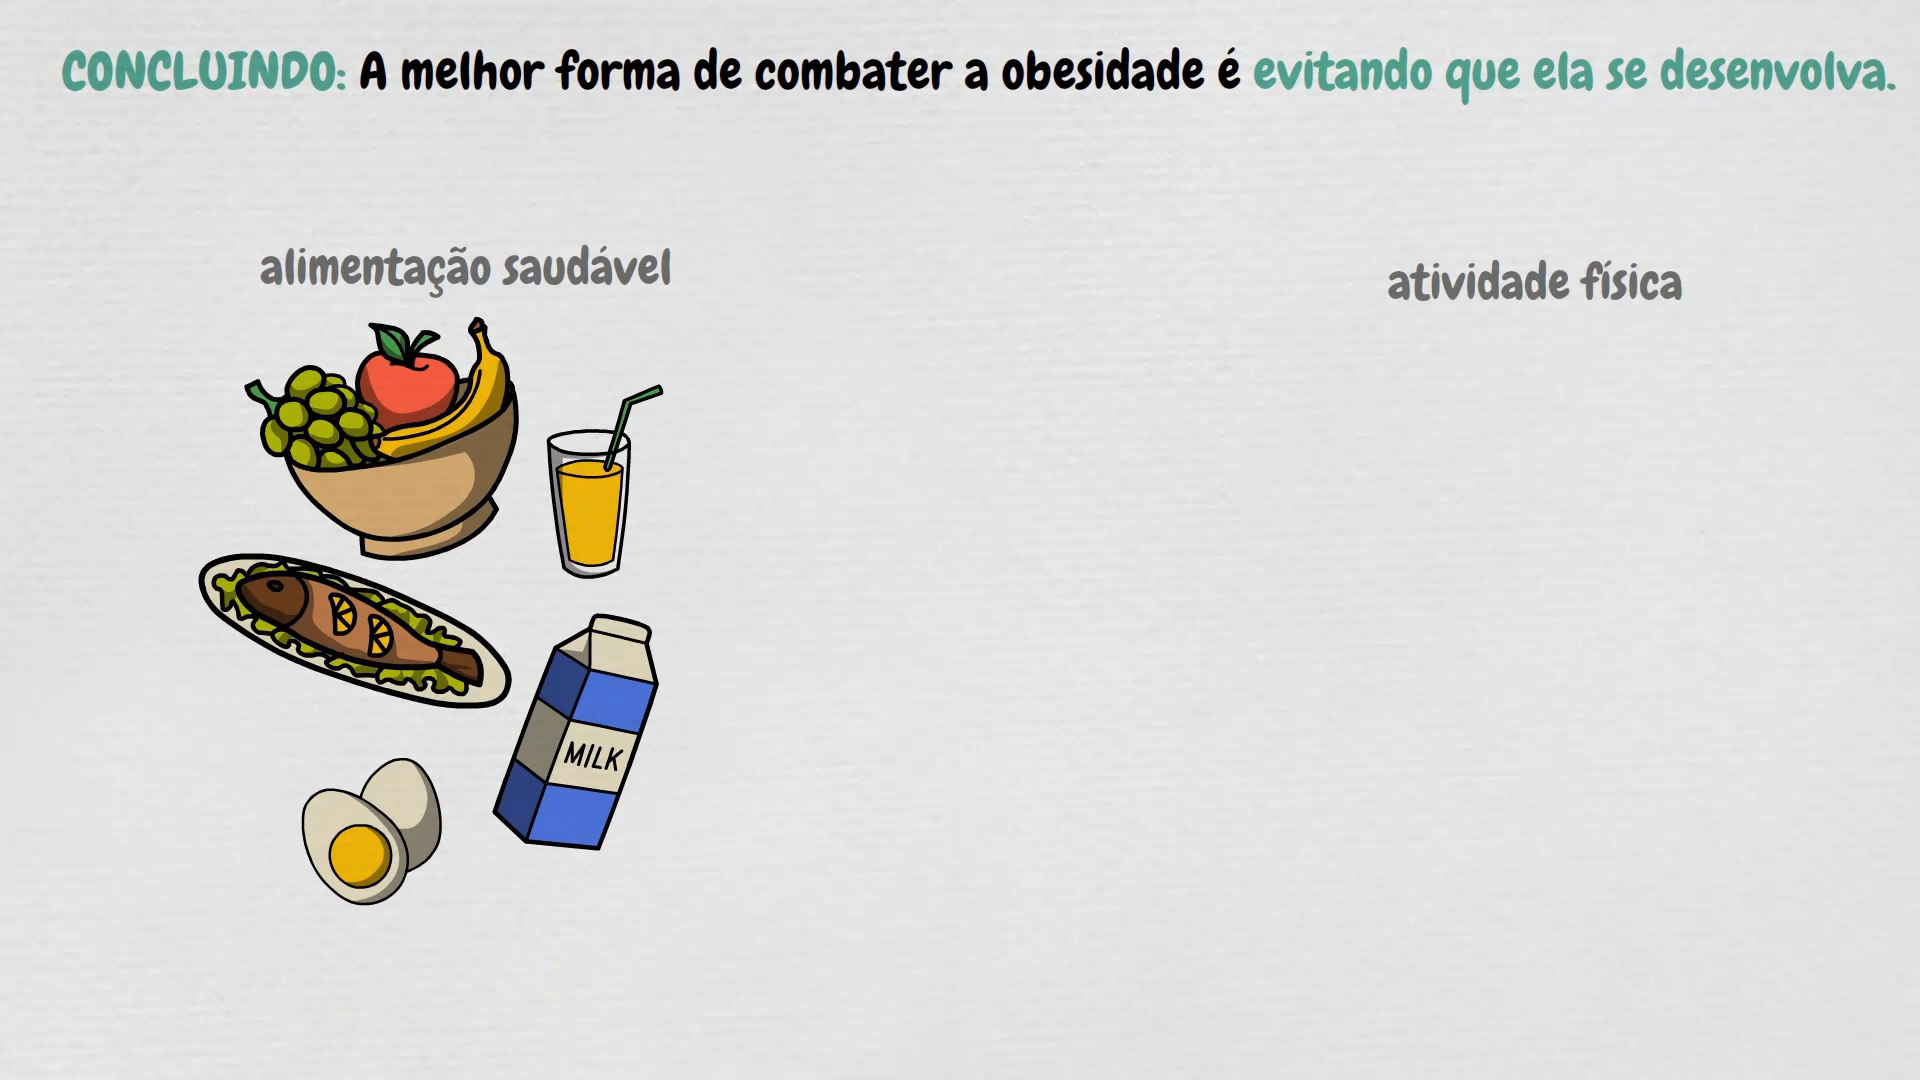 CONCLUINDO: A melhor forma de combater a obesidade é evitando que ela se desenvolva.
alimentação saudável
atividade física
MILK